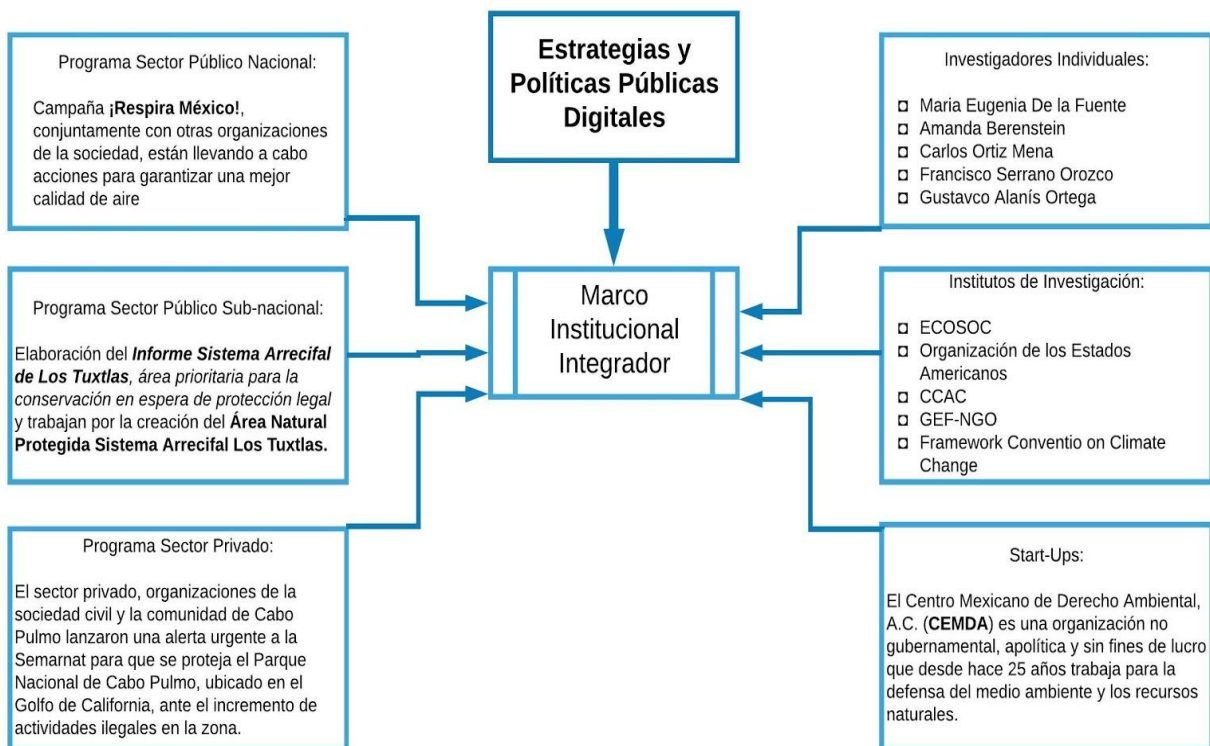 Estrategias y
Políticas Públicas
Digitales
Programa Sector Público Nacional:
Campaña ¡Respira México!,
conjuntamente con otras organizaciones
de la sociedad, están llevando a cabo
acciones para garantizar una mejor
calidad de aire
Programa Sector Público Sub-nacional:
Elaboración del Informe Sistema Arrecifal
de Los Tuxtlas, área prioritaria para la
conservación en espera de protección legal
y trabajan por la creación del Área Natural
Protegida Sistema Arrecifal Los Tuxtlas.
Programa Sector Privado:
El sector privado, organizaciones de la
sociedad civil y la comunidad de Cabo
Pulmo lanzaron una alerta urgente a la
Semarnat para que se proteja el Parque
Nacional de Cabo Pulmo, ubicado en el
Golfo de California, ante el incremento de
actividades ilegales en la zona.
Marco
Institucional
Integrador
Investigadores Individuales:
Maria Eugenia De la Fuente
Amanda Berenstein
Carlos Ortiz Mena
Francisco Serrano Orozco
Gustavco Alanís Ortega
Institutos de Investigación:
ECOSOC
Organización de los Estados
Americanos
CCAC
GEF-NGO
Framework Conventio on Climate
Change
Start-Ups:
El Centro Mexicano de Derecho Ambiental,
A.C. (CEMDA) es una organización no
gubernamental, apolítica y sin fines de lucro
que desde hace 25 años trabaja para la
defensa del medio ambiente y los recursos
naturales.